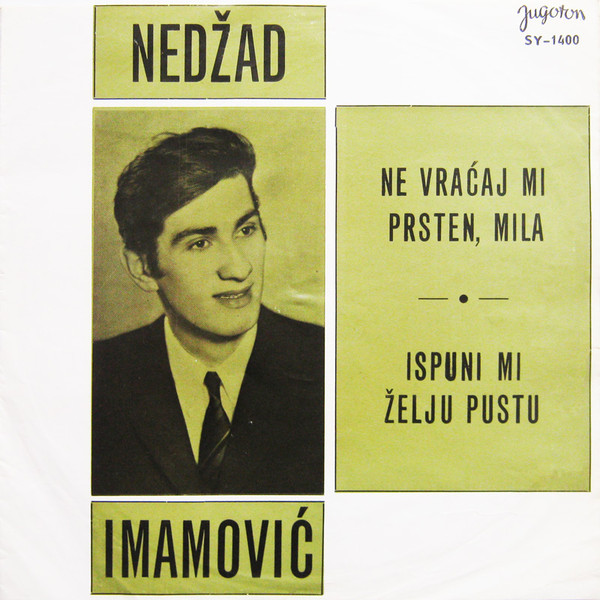 NEDŽAD
Jugoton
SY-1400
NE VRAĆAJ MI
PRSTEN, MILA
ISPUNI MI
ŽELJU PUSTU
IMAMOVIĆ